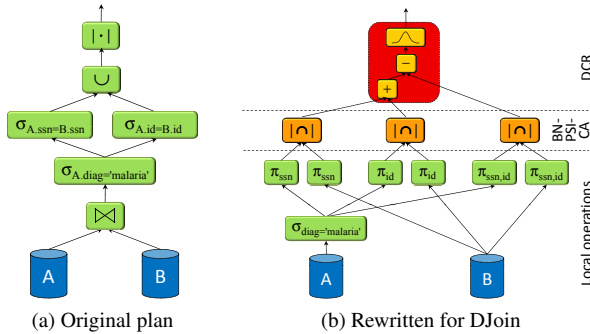 |·|
∪
σA.ssn=B.ssn
σA.id=B.id
σA.diag='malaria'
⋈
A
B
(a) Original plan
−
+
|∩|
|∩|
|∩|
πssn
πssn
πid
πid
πssn,id
πssn,id
σdiag='malaria'
A
B
DCR
BN-
PSI-
CA
Local operations
(b) Rewritten for DJoin